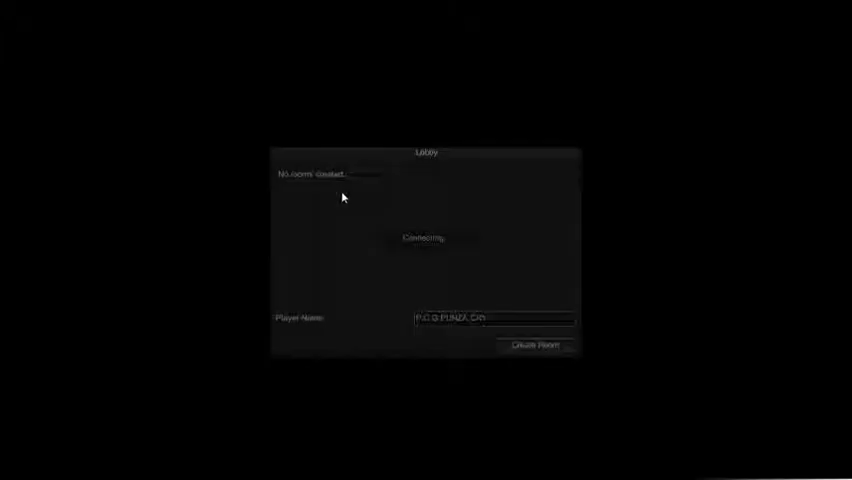 Lobby
No rooms created..
Connecting
Player Name:
Create Room